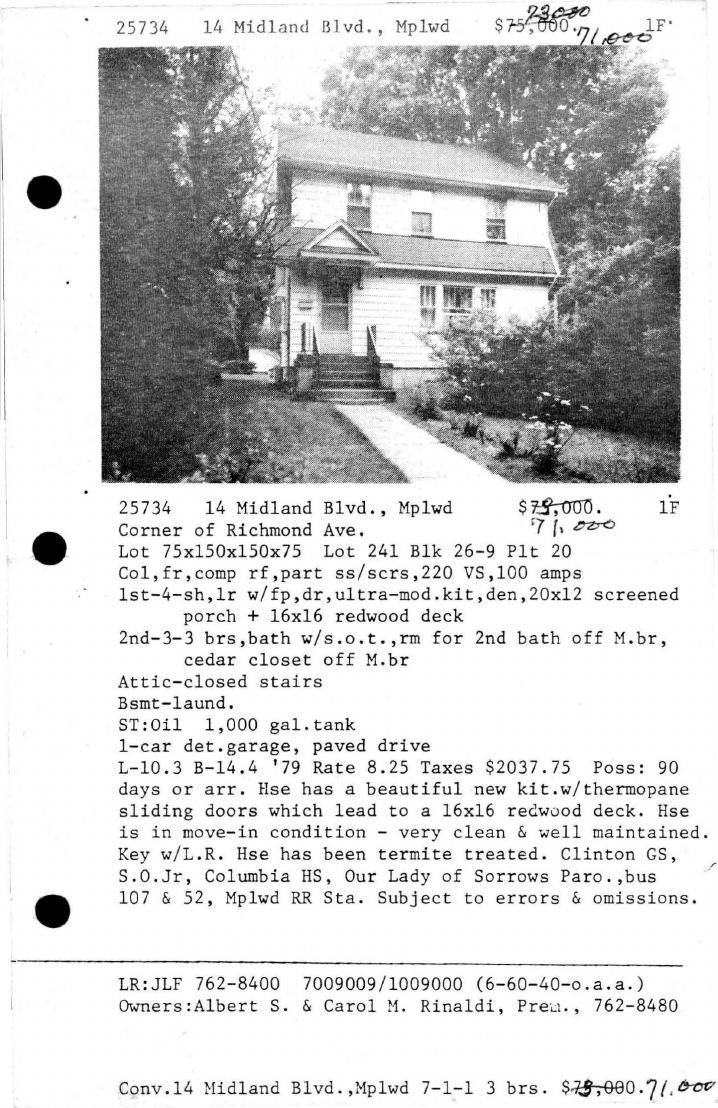 73000
25734 14 Midland Blvd., Mplwd $75,000. 71,000 1F
25734 14 Midland Blvd., Mplwd $73,000. 1F
71,000
Corner of Richmond Ave.
Lot 75x150x150x75 Lot 241 Blk 26-9 Plt 20
Col,fr,comp rf,part ss/scrs,220 VS,100 amps
1st-4-sh,lr w/fp,dr,ultra-mod.kit,den,20x12 screened
porch + 16x16 redwood deck
2nd-3-3 brs,bath w/s.o.t.,rm for 2nd bath off M.br,
cedar closet off M.br
Attic-closed stairs
Bsmt-laund.
ST:Oil 1,000 gal.tank
1-car det.garage, paved drive
L-10.3 B-14.4 '79 Rate 8.25 Taxes $2037.75 Poss: 90
days or arr. Hse has a beautiful new kit.w/thermopane
sliding doors which lead to a 16x16 redwood deck. Hse
is in move-in condition - very clean & well maintained.
Key w/L.R. Hse has been termite treated. Clinton GS,
S.O.Jr, Columbia HS, Our Lady of Sorrows Paro.,bus
107 & 52, Mplwd RR Sta. Subject to errors & omissions.
LR:JLF 762-8400 7009009/1009000 (6-60-40-o.a.a.)
Owners:Albert S. & Carol M. Rinaldi, Prem., 762-8480
Conv.14 Midland Blvd.,Mplwd 7-1-1 3 brs. $73,000. 71,000